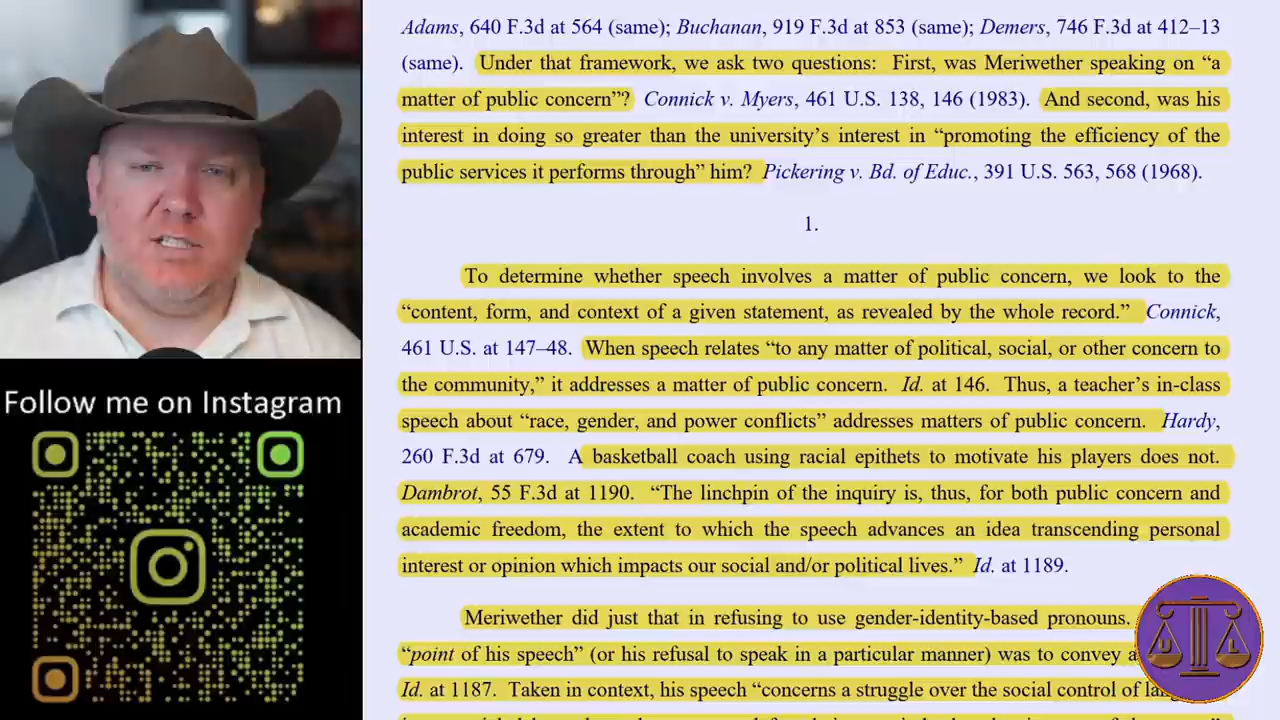 Adams, 640 F.3d at 564 (same); Buchanan, 919 F.3d at 853 (same); Demers, 746 F.3d at 412–13
(same). Under that framework, we ask two questions: First, was Meriwether speaking on “a
matter of public concern”? Connick v. Myers, 461 U.S. 138, 146 (1983). And second, was his
interest in doing so greater than the university’s interest in “promoting the efficiency of the
public services it performs through” him? Pickering v. Bd. of Educ., 391 U.S. 563, 568 (1968).
1.
To determine whether speech involves a matter of public concern, we look to the
“content, form, and context of a given statement, as revealed by the whole record.” Connick,
461 U.S. at 147–48. When speech relates “to any matter of political, social, or other concern to
the community,” it addresses a matter of public concern. Id. at 146. Thus, a teacher’s in-class
speech about “race, gender, and power conflicts” addresses matters of public concern. Hardy,
260 F.3d at 679. A basketball coach using racial epithets to motivate his players does not.
Dambrot, 55 F.3d at 1190. “The linchpin of the inquiry is, thus, for both public concern and
academic freedom, the extent to which the speech advances an idea transcending personal
interest or opinion which impacts our social and/or political lives.” Id. at 1189.
Meriwether did just that in refusing to use gender-identity-based pronouns.
“point of his speech” (or his refusal to speak in a particular manner) was to convey
Id. at 1187. Taken in context, his speech “concerns a struggle over the social control of
Follow me on Instagram
D L